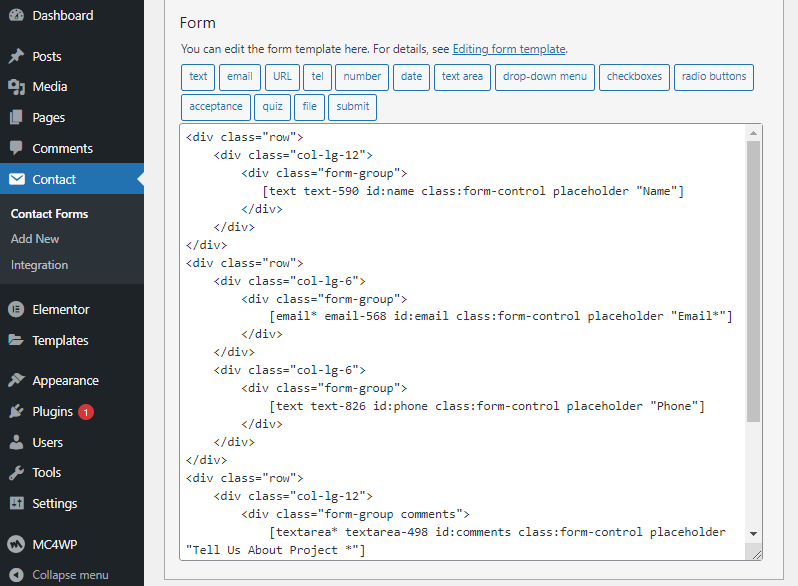 Dashboard
Posts
Media
Pages
Comments
Contact
Contact Forms
Add New
Integration
Elementor
Templates
Appearance
Plugins 1
Users
Tools
Settings
MC4WP
Collapse menu
Form
You can edit the form template here. For details, see Editing form template.
text email URL tel number date text area drop-down menu checkboxes radio buttons
acceptance quiz file submit
<div class="row">
    <div class="col-lg-12">
        <div class="form-group">
           [text text-590 id:name class:form-control placeholder "Name"]
        </div>
    </div>
</div>
<div class="row">
    <div class="col-lg-6">
        <div class="form-group">
            [email* email-568 id:email class:form-control placeholder "Email*"]
        </div>
    </div>
    <div class="col-lg-6">
        <div class="form-group">
            [text text-826 id:phone class:form-control placeholder "Phone"]
        </div>
    </div>
</div>
<div class="row">
    <div class="col-lg-12">
        <div class="form-group comments">
            [textarea* textarea-498 id:comments class:form-control placeholder
"Tell Us About Project *"]